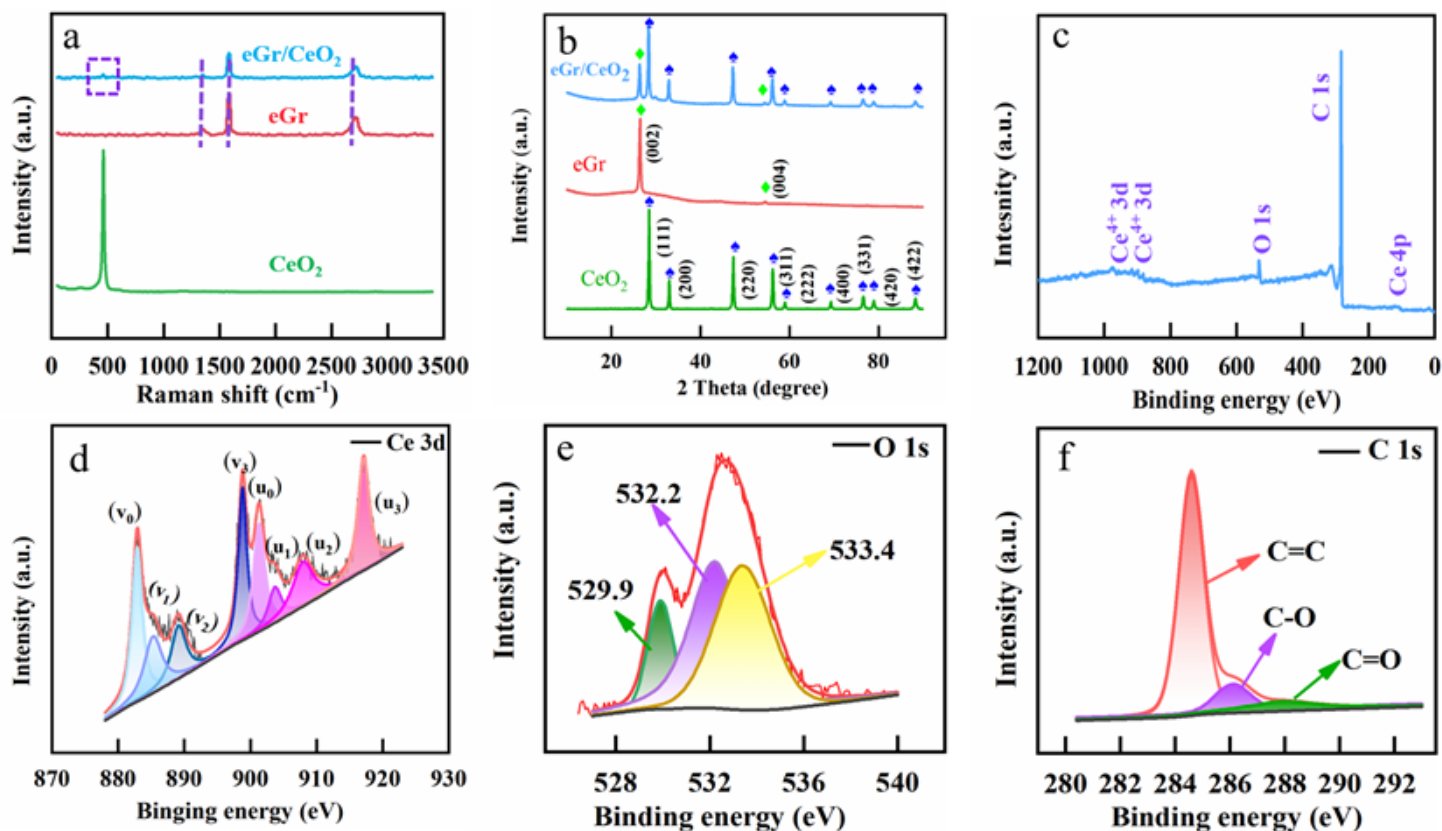 a
eGr/CeO₂
eGr
CeO₂
Intensity (a.u.)
0 500 1000 1500 2000 2500 3000 3500
Raman shift (cm⁻¹)
b
eGr/CeO₂
eGr
(002)
(004)
CeO₂
(111)
(200)
(220)
(311)
(222)
(400)
(331)
(420)
(422)
Intensity (a.u.)
20 40 60 80
2 Theta (degree)
c
Ce⁴⁺ 3d
Ce⁴⁺ 3d
O 1s
C 1s
Ce 4p
Intesnity (a.u.)
1200 1000 800 600 400 200 0
Binding energy (eV)
d
Ce 3d
(v₀)
(v₁)
(v₂)
(v₃)
(u₀)
(u₁)
(u₂)
(u₃)
Intensity (a.u.)
870 880 890 900 910 920 930
Binging energy (eV)
e
O 1s
532.2
533.4
529.9
Intensity (a.u.)
528 532 536 540
Binding energy (eV)
f
C 1s
C=C
C-O
C=O
Intensity (a.u.)
280 282 284 286 288 290 292
Binding energy (eV)